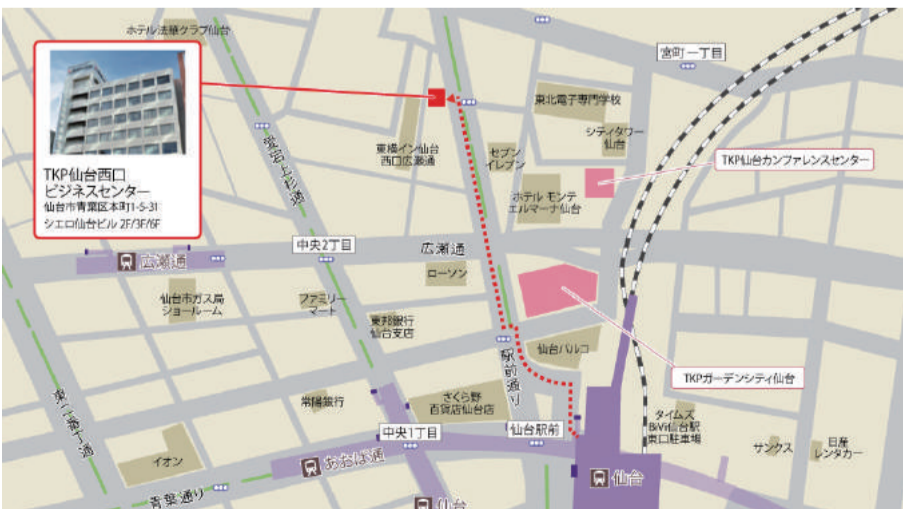 ホテル法華クラブ仙台
宮町一丁目
東北電子専門学校
シティタワー
仙台
TKP仙台カンファレンスセンター
東横イン仙台
西口広瀬通
セブン
イレブン
愛宕上杉通
TKP仙台西口
ビジネスセンター
仙台市青葉区本町1-5-31
シエロ仙台ビル 2F/3F/6F
ホテル モンテ
エルマーナ仙台
中央2丁目
広瀬通
広瀬通
ローソン
仙台市ガス局
ショールーム
ファミリー
マート
東邦銀行
仙台支店
駅前通り
仙台パルコ
TKPガーデンシティ仙台
東二番丁通
常陽銀行
さくら野
百貨店仙台店
中央1丁目
仙台駅前
タイムズ
BiVi仙台駅
東口駐車場
サンクス
日産
レンタカー
イオン
あおば通
仙台
青葉通り
仙台